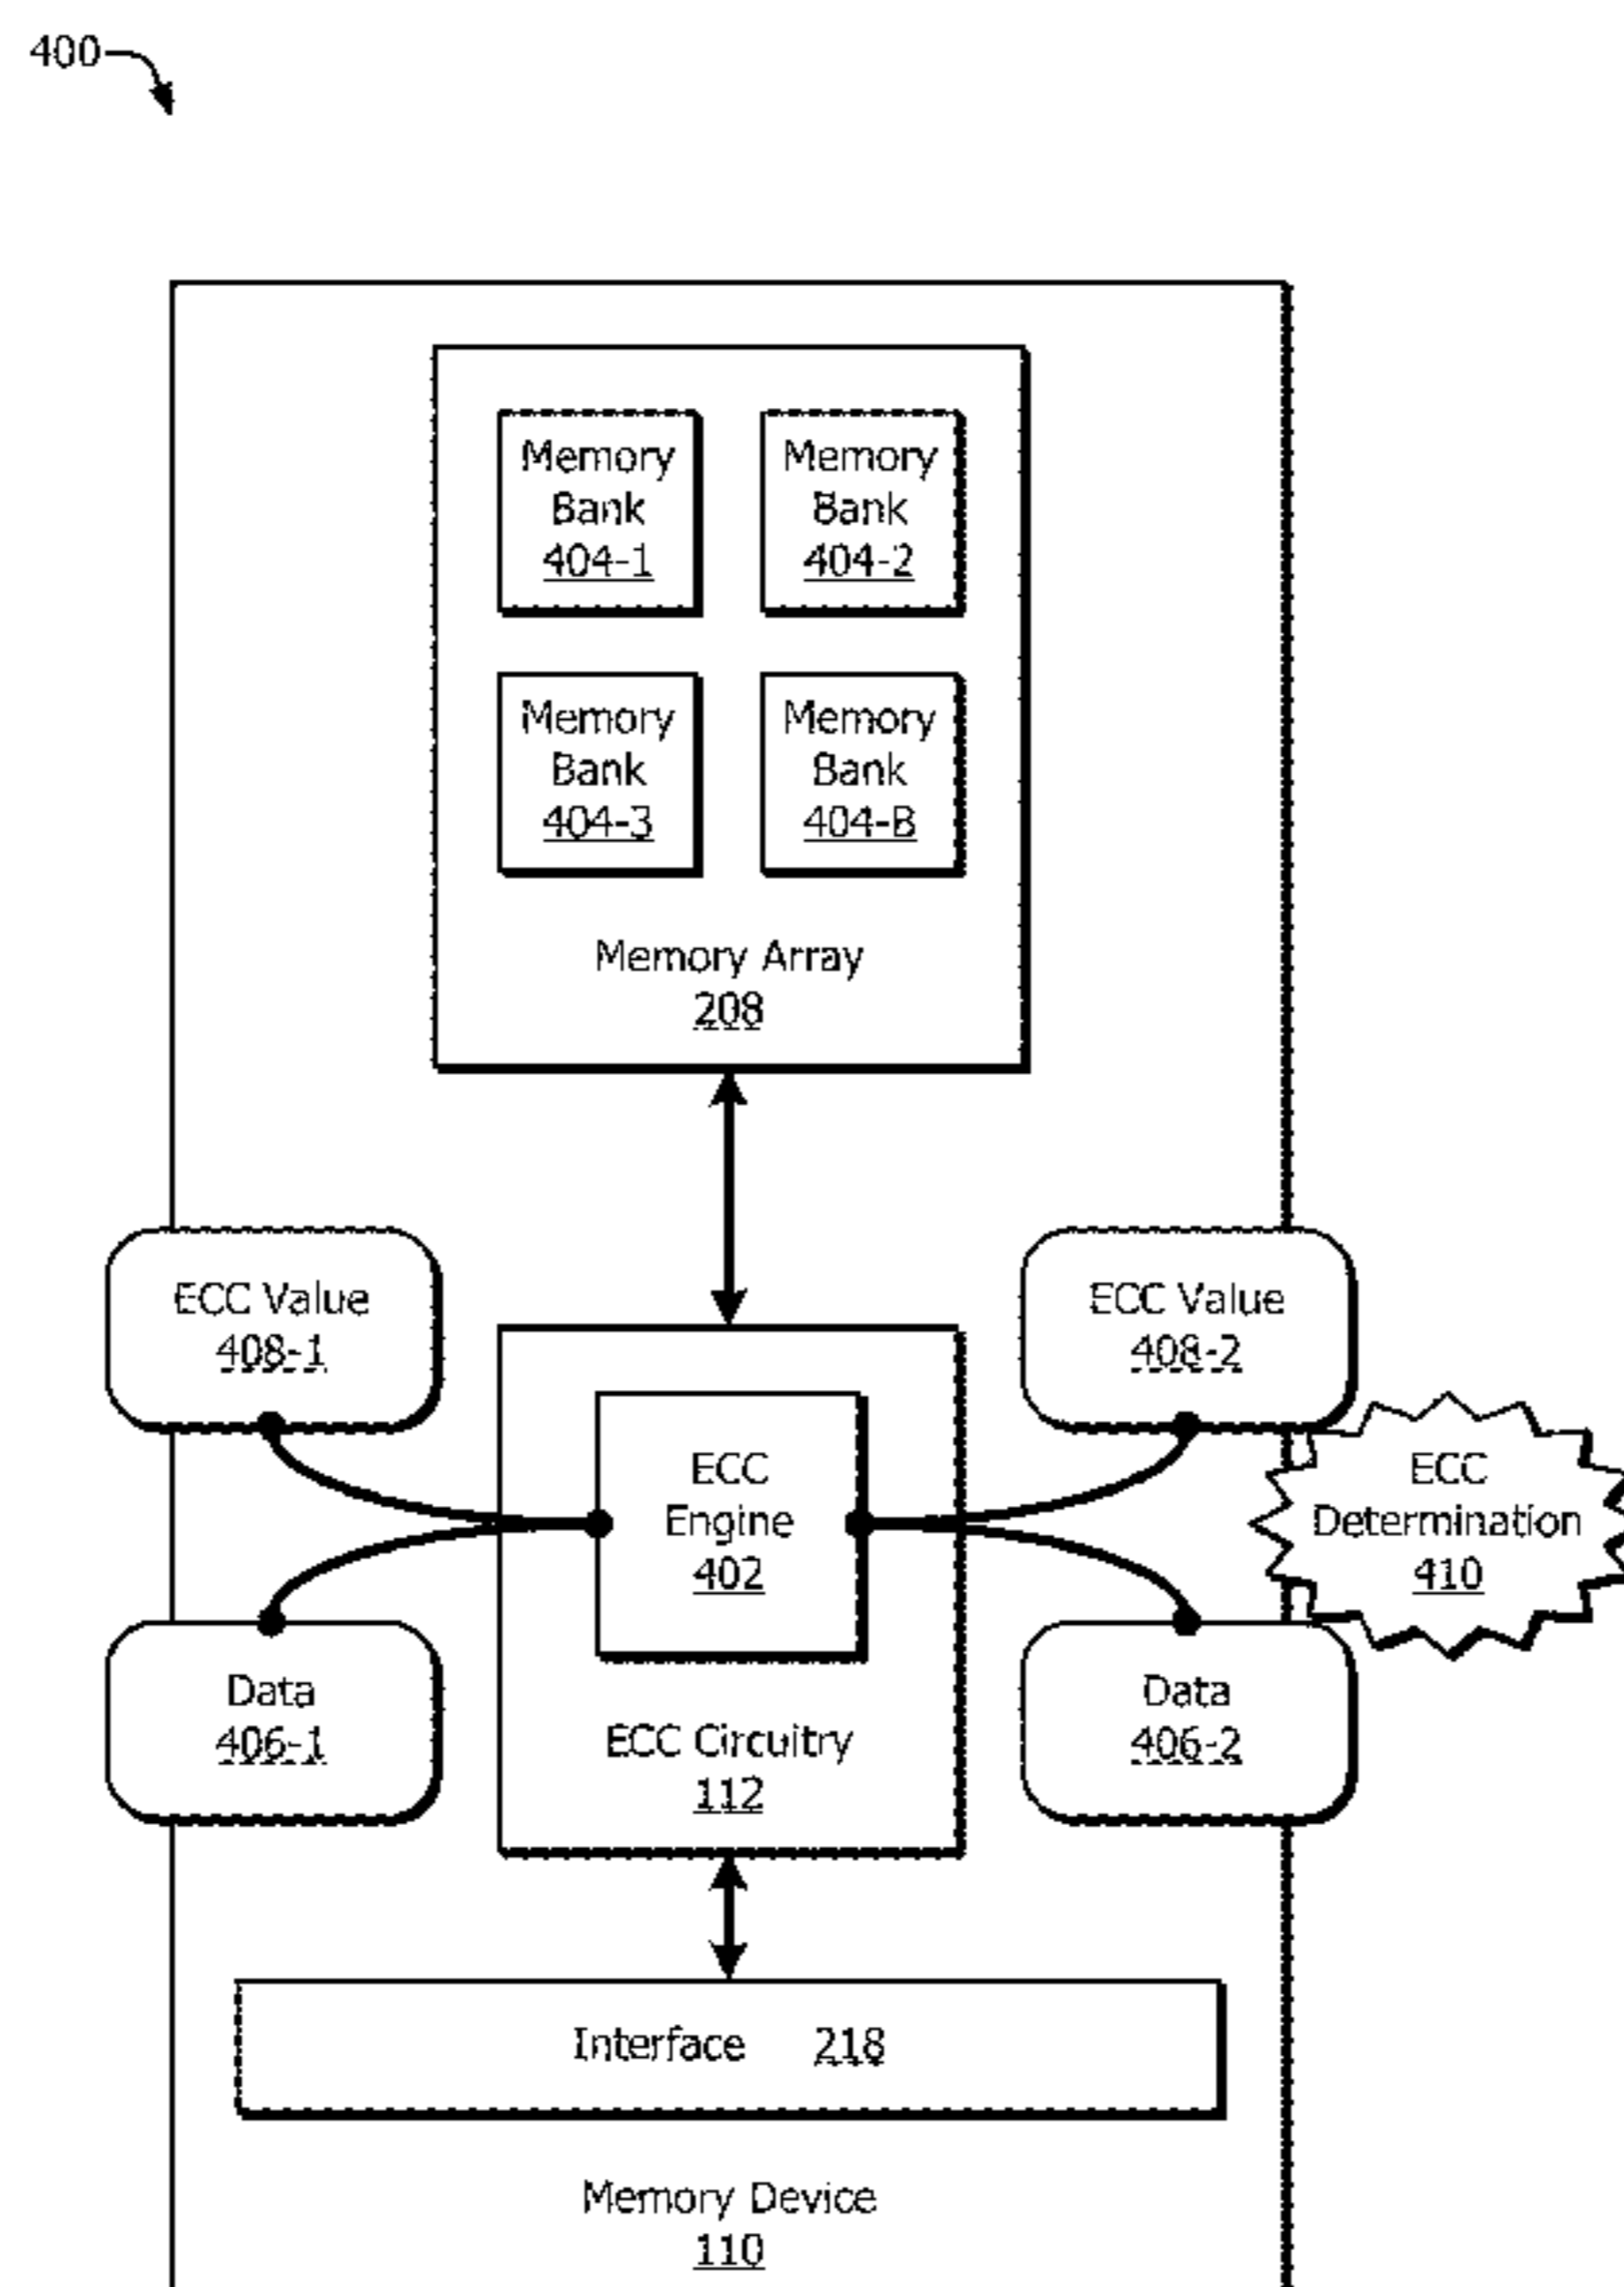 400
Memory
Bank
404-1
Memory
Bank
404-2
Memory
Bank
404-3
Memory
Bank
404-B
Memory Array
208
ECC Value
408-1
ECC Value
408-2
ECC
Engine
402
ECC
Determination
410
Data
406-1
ECC Circuitry
112
Data
406-2
Interface 218
Memory Device
110